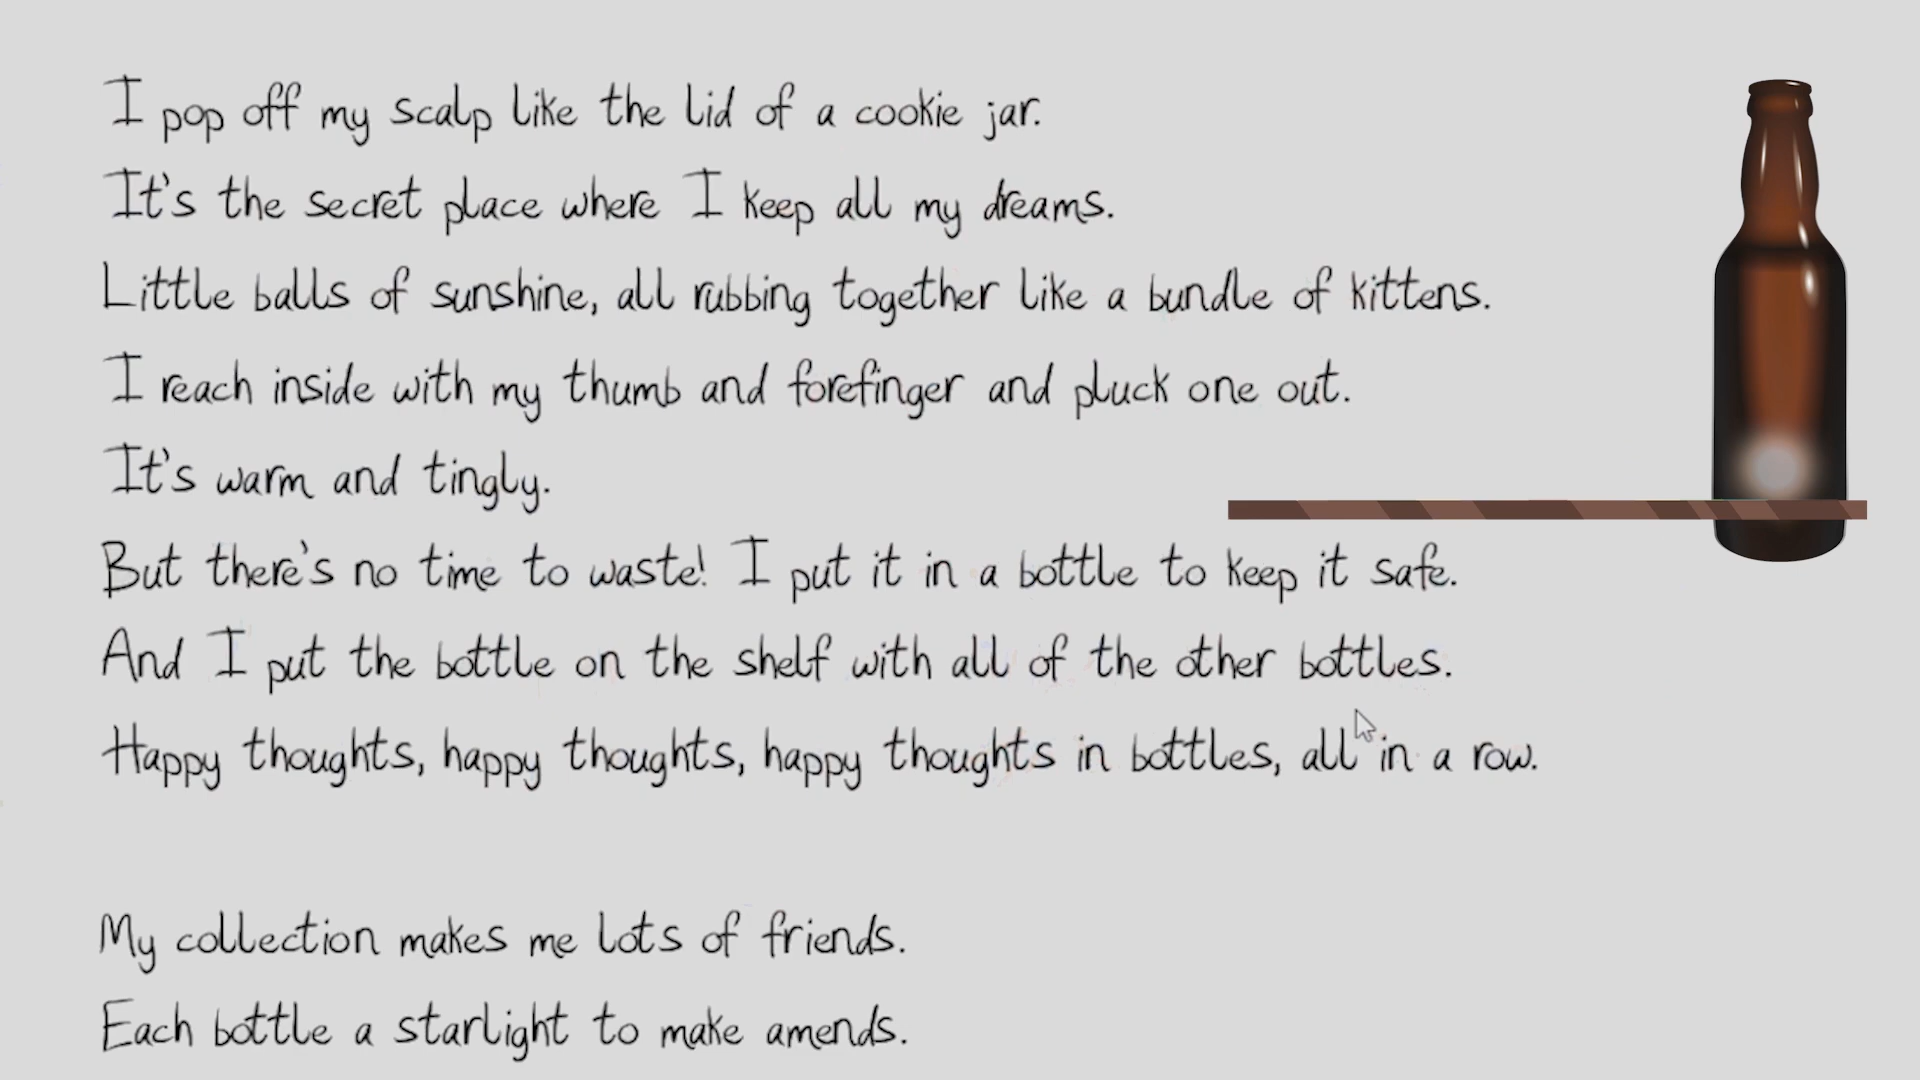 I pop off my scalp like the lid of a cookie jar.
It's the secret place where I keep all my dreams.
Little balls of sunshine, all rubbing together like a bundle of kittens.
I reach inside with my thumb and forefinger and pluck one out.
It's warm and tingly.
But there's no time to waste! I put it in a bottle to keep it safe.
And I put the bottle on the shelf with all of the other bottles.
Happy thoughts, happy thoughts, happy thoughts in bottles, all in a row.
My collection makes me lots of friends.
Each bottle a starlight to make amends.